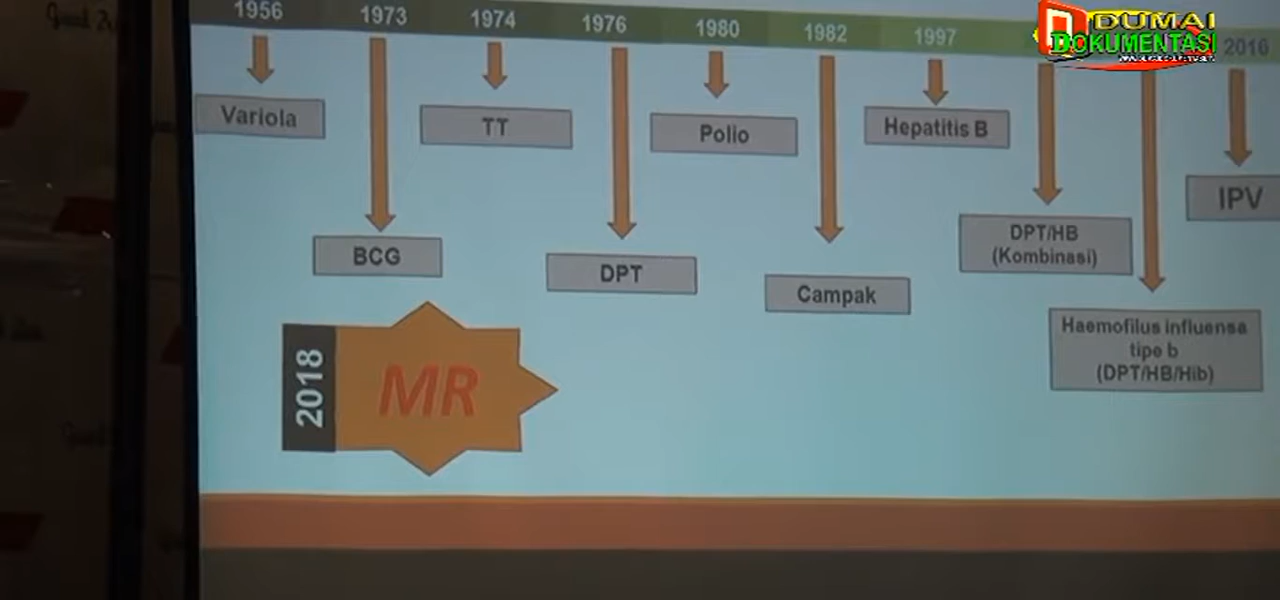 1956 1973 1974 1976 1980 1982 1997 2016
DUMAI
DOKUMENTASI
Variola
TT
Polio
Hepatitis B
IPV
BCG
DPT
Campak
DPT/HB
(Kombinasi)
Haemofilus influensa
tipe b
(DPT/HB/Hib)
2018
MR